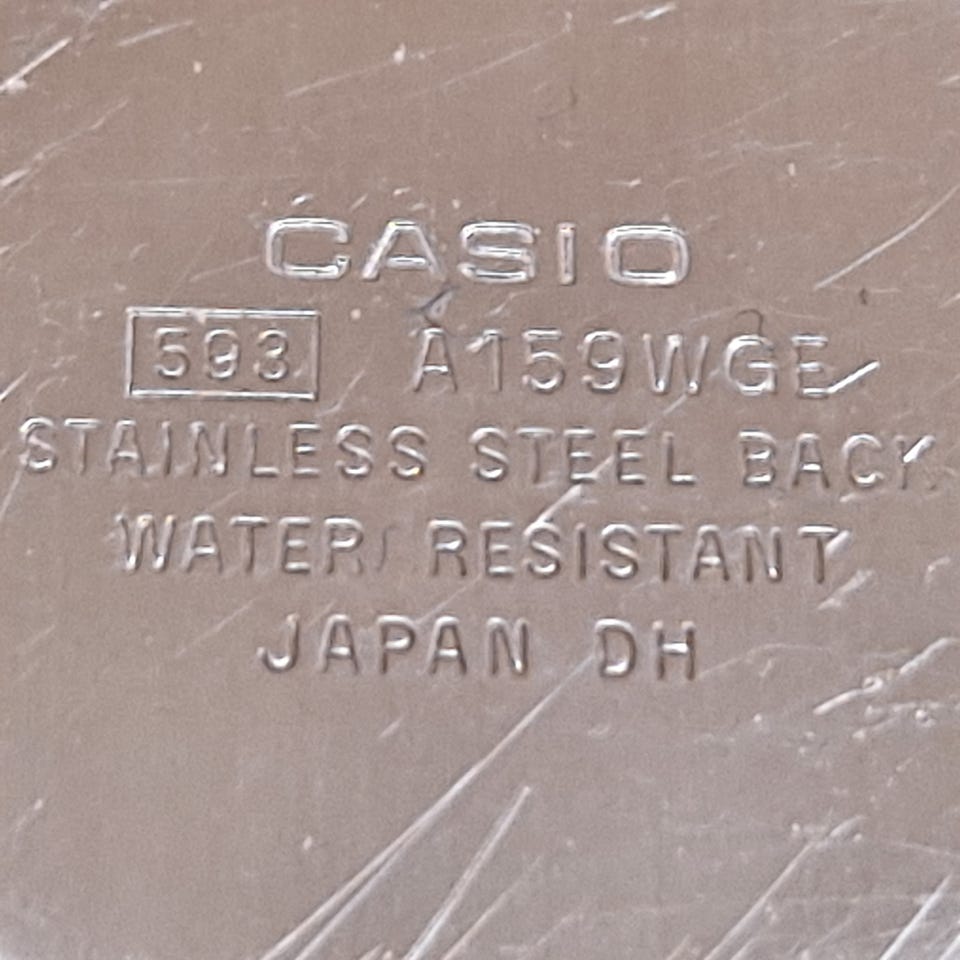 CASIO
593 A159WGE
STAINLESS STEEL BACK
WATER RESISTANT
JAPAN DH